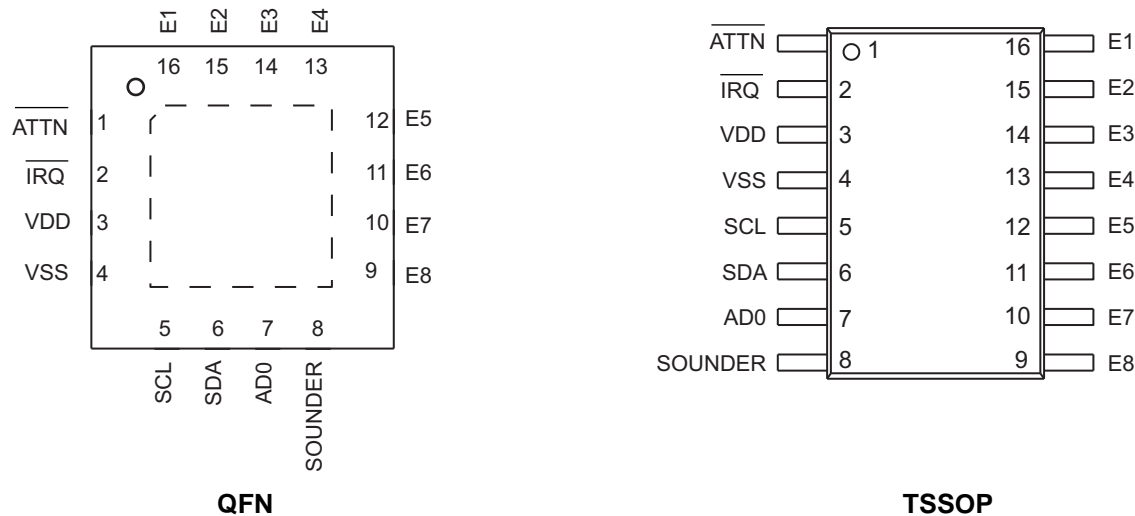 E1 E2 E3 E4
16 15 14 13
ATTN 1 12 E5
IRQ 2 11 E6
VDD 3 10 E7
VSS 4 9 E8
5 6 7 8
SCL SDA AD0 SOUNDER
QFN
ATTN 1 16 E1
IRQ 2 15 E2
VDD 3 14 E3
VSS 4 13 E4
SCL 5 12 E5
SDA 6 11 E6
AD0 7 10 E7
SOUNDER 8 9 E8
TSSOP